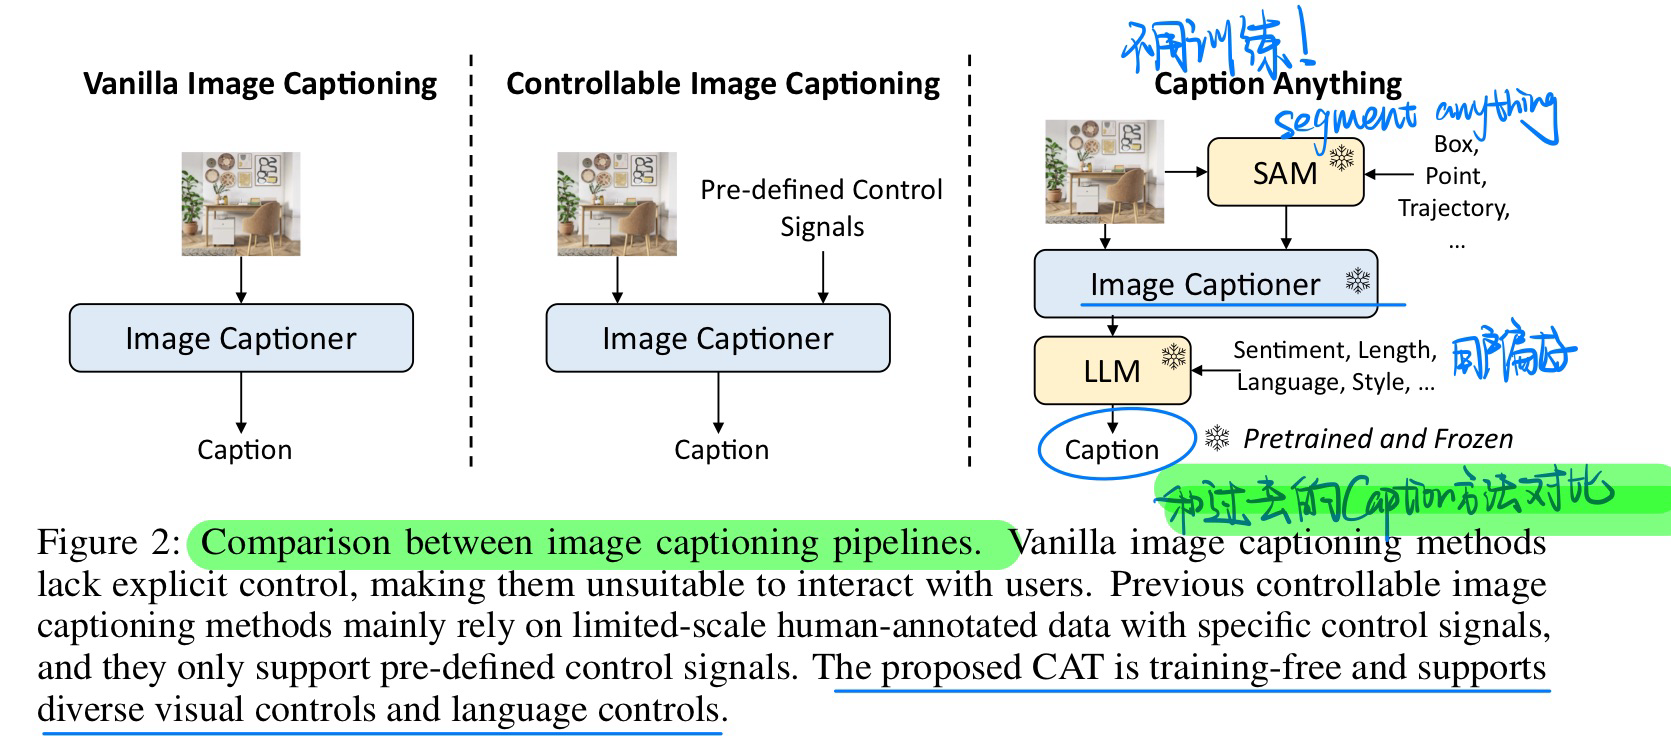 不用训练!
Vanilla Image Captioning
Controllable Image Captioning
Caption Anything
segment anything
Pre-defined Control
Signals
SAM
Box,
Point,
Trajectory,
...
Image Captioner
Image Captioner
Image Captioner
LLM
Sentiment, Length,
Language, Style, ...
用户偏好
Caption
Caption
Caption
Pretrained and Frozen
和过去的Caption方法对比
Figure 2: Comparison between image captioning pipelines. Vanilla image captioning methods
lack explicit control, making them unsuitable to interact with users. Previous controllable image
captioning methods mainly rely on limited-scale human-annotated data with specific control signals,
and they only support pre-defined control signals. The proposed CAT is training-free and supports
diverse visual controls and language controls.